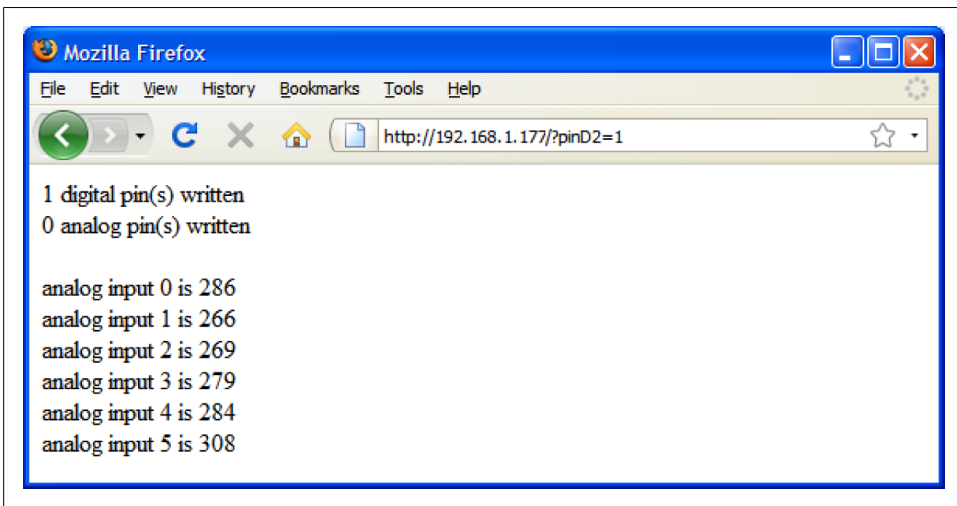 Mozilla Firefox
File Edit View History Bookmarks Tools Help
http://192.168.1.177/?pinD2=1
1 digital pin(s) written
0 analog pin(s) written
analog input 0 is 286
analog input 1 is 266
analog input 2 is 269
analog input 3 is 279
analog input 4 is 284
analog input 5 is 308